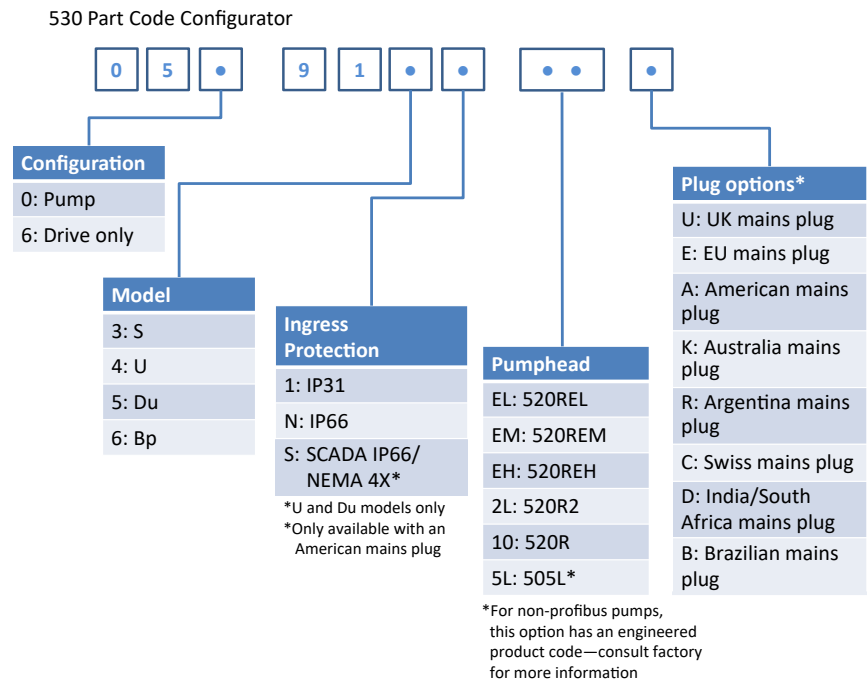 530 Part Code Configurator
0 5 • 9 1 • • • • •
Configuration
0: Pump
6: Drive only
Model
3: S
4: U
5: Du
6: Bp
Ingress
Protection
1: IP31
N: IP66
S: SCADA IP66/
NEMA 4X*
*U and Du models only
*Only available with an
American mains plug
Pumphead
EL: 520REL
EM: 520REM
EH: 520REH
2L: 520R2
10: 520R
5L: 505L*
*For non-profibus pumps,
this option has an engineered
product code—consult factory
for more information
Plug options*
U: UK mains plug
E: EU mains plug
A: American mains
plug
K: Australia mains
plug
R: Argentina mains
plug
C: Swiss mains plug
D: India/South
Africa mains plug
B: Brazilian mains
plug